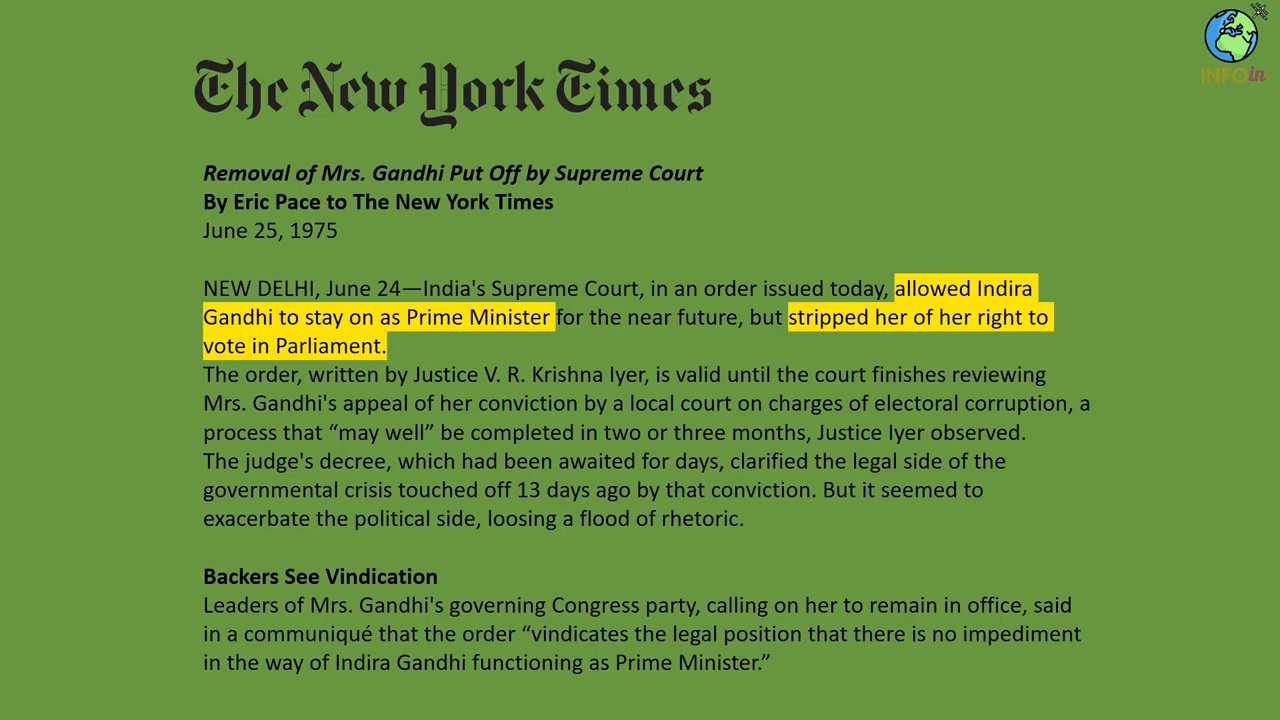 INFOin
The New York Times
Removal of Mrs. Gandhi Put Off by Supreme Court
By Eric Pace to The New York Times
June 25, 1975
NEW DELHI, June 24—India's Supreme Court, in an order issued today, allowed Indira
Gandhi to stay on as Prime Minister for the near future, but stripped her of her right to
vote in Parliament.
The order, written by Justice V. R. Krishna Iyer, is valid until the court finishes reviewing
Mrs. Gandhi's appeal of her conviction by a local court on charges of electoral corruption, a
process that “may well” be completed in two or three months, Justice Iyer observed.
The judge's decree, which had been awaited for days, clarified the legal side of the
governmental crisis touched off 13 days ago by that conviction. But it seemed to
exacerbate the political side, loosing a flood of rhetoric.
Backers See Vindication
Leaders of Mrs. Gandhi's governing Congress party, calling on her to remain in office, said
in a communiqué that the order “vindicates the legal position that there is no impediment
in the way of Indira Gandhi functioning as Prime Minister.”